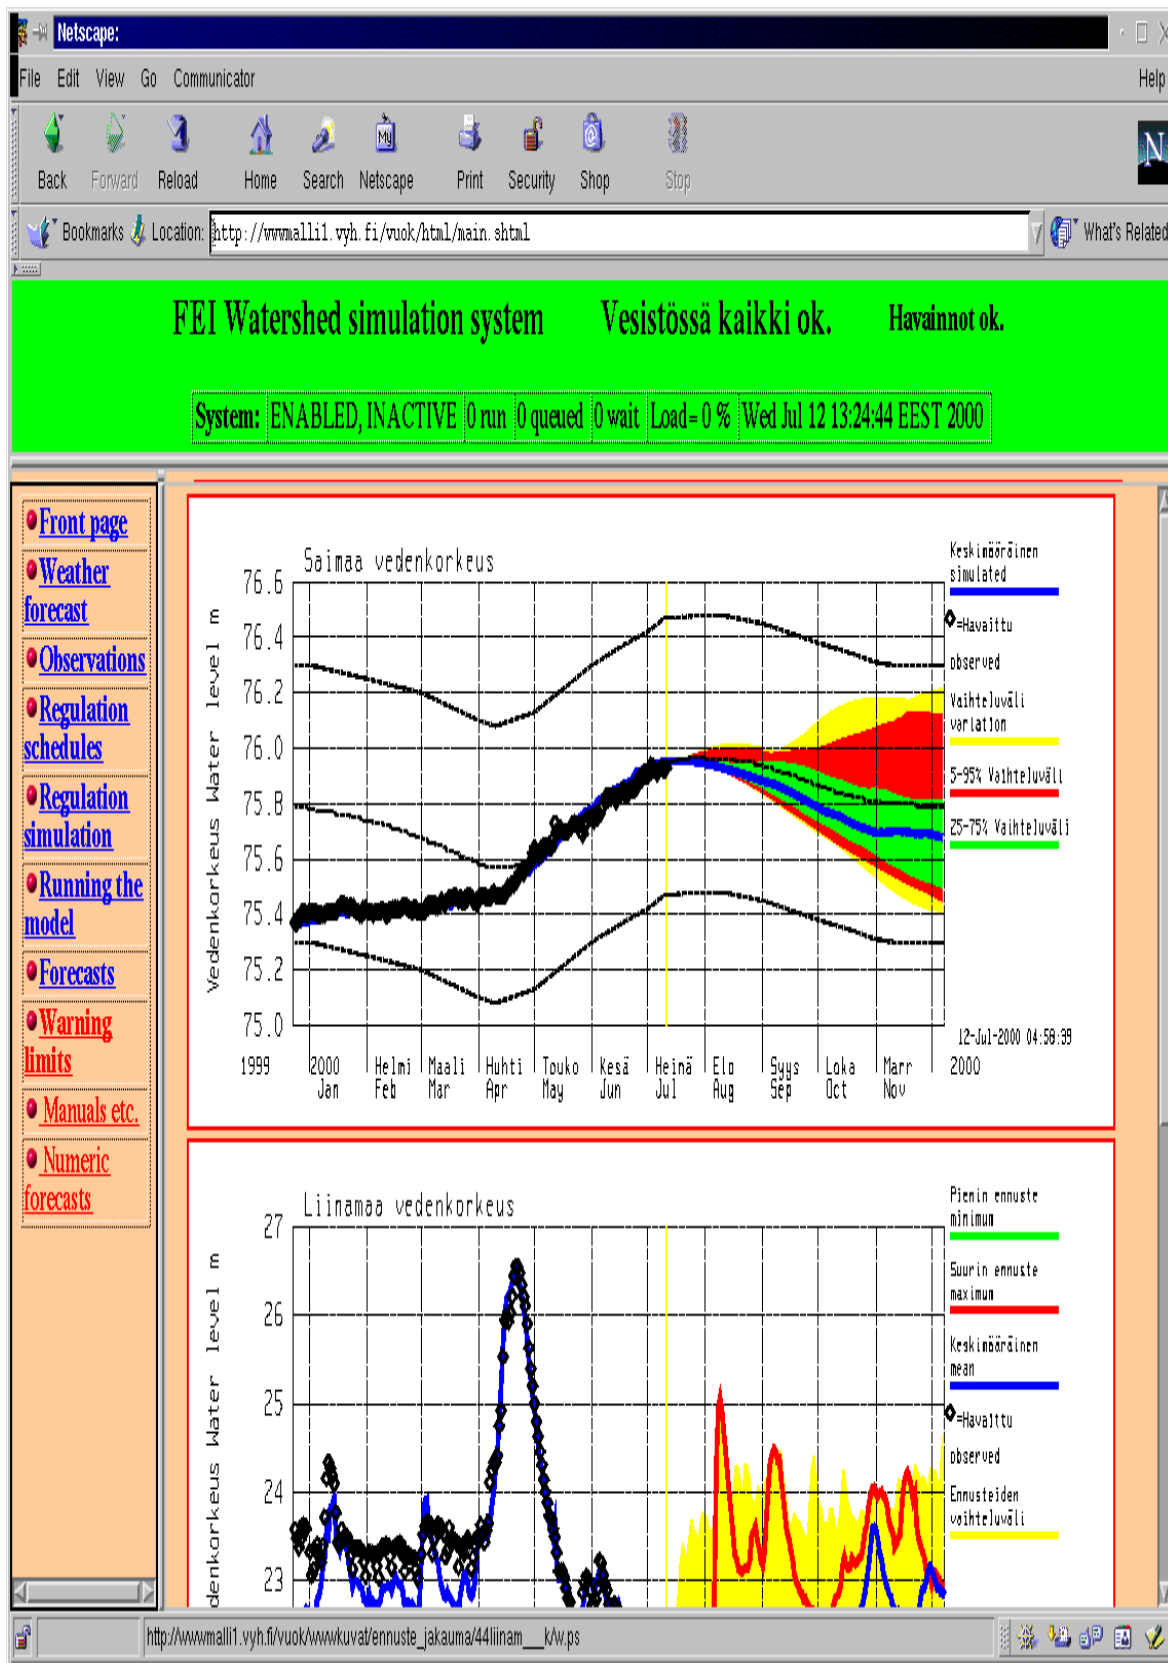 Netscape:
File Edit View Go Communicator Help
My
N
Back Forward Reload Home Search Netscape Print Security Shop Stop
Bookmarks Location: http://wwwmalli1.vyh.fi/vuok/html/main.shtml What's Related
FEI Watershed simulation system Vesistössä kaikki ok. Havainnot ok.
System: ENABLED, INACTIVE 0 run 0 queued 0 wait Load= 0 % Wed Jul 12 13:24:44 EEST 2000
Front page
Weather
forecast
Observations
Regulation
schedules
Regulation
simulation
Running the
model
Forecasts
Warning
limits
Manuals etc.
Numeric
forecasts
Saimaa vedenkorkeus
Vedenkorkeus Water level m
76.6
76.4
76.2
76.0
75.8
75.6
75.4
75.2
75.0
1999 2000 Helmi Maali Huhti Touko Kesä Heinä Elo Syys Loka Marr 2000
Jan Feb Mar Apr May Jun Jul Aug Sep Oct Nov
Keskimääräinen
simulated
=Havaittu
observed
Vaihteluväli
variation
5-95% Vaihteluväli
25-75% Vaihteluväli
12-Jul-2000 04:58:39
Liinamaa vedenkorkeus
denkorkeus Water level m
27
26
25
24
23
Pienin ennuste
minimum
Suurin ennuste
maximum
Keskimääräinen
mean
=Havaittu
observed
Ennusteiden
vaihteluväli
http://wwwmalli1.vyh.fi/vuok/wwwkuvat/ennuste_jakauma/44liinam___k/w.ps